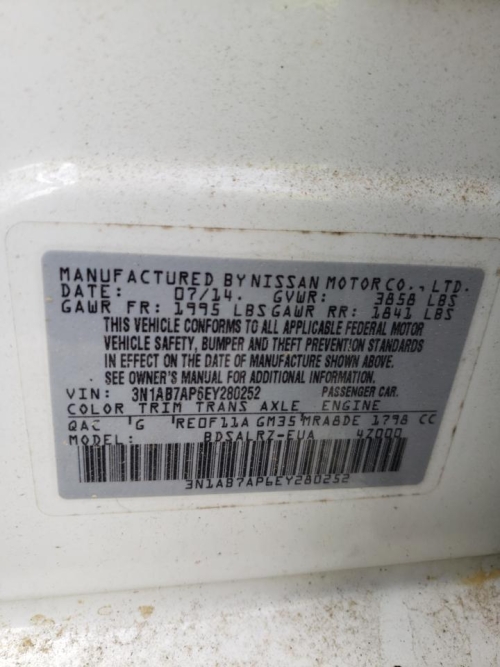 MANUFACTURED BY NISSAN MOTOR CO., LTD.
DATE: 07/14. GVWR: 3858 LBS
GAWR FR: 1995 LBS GAWR RR: 1841 LBS
THIS VEHICLE CONFORMS TO ALL APPLICABLE FEDERAL MOTOR
VEHICLE SAFETY, BUMPER AND THEFT PREVENTION STANDARDS
IN EFFECT ON THE DATE OF MANUFACTURE SHOWN ABOVE.
SEE OWNER'S MANUAL FOR ADDITIONAL INFORMATION.
VIN: 3N1AB7AP6EY280252 PASSENGER CAR.
COLOR TRIM TRANS AXLE ENGINE
QAC G RE0F11A GM35 MRA8DE 1798 CC
MODEL: BDSALRZ-EUA 4Z000
3N1AB7AP6EY280252